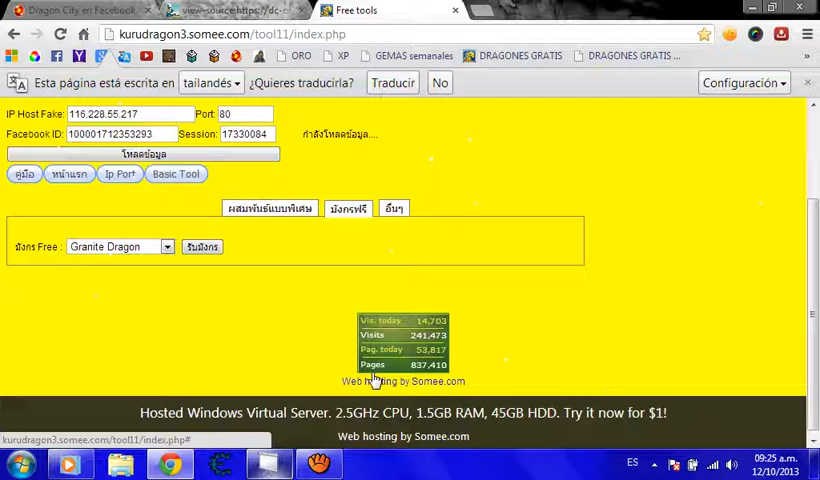 Dragon City en Facebook
view-source:https://dc-c
Free tools
kurudragon3.somee.com/tool11/index.php
ORO
XP
GEMAS semanales
DRAGONES GRATIS ...
DRAGONES GRATIS ...
Esta página está escrita en
tailandés
¿Quieres traducirla?
Traducir
No
Configuración
IP Host Fake:
116.228.55.217
Port:
80
Facebook ID:
100001712353293
Session:
17330084
กำลังโหลดข้อมูล....
โหลดข้อมูล
คู่มือ
หน้าแรก
Ip Port
Basic Tool
ผสมพันธ์แบบพิเศษ
มังกรฟรี
อื่นๆ
มังกร Free :
Granite Dragon
รับมังกร
Vis. today 14,703
Visits 241,473
Pag. today 53,817
Pages 837,410
Web hosting by Somee.com
Hosted Windows Virtual Server. 2.5GHz CPU, 1.5GB RAM, 45GB HDD. Try it now for $1!
kurudragon3.somee.com/tool11/index.php#
Web hosting by Somee.com
ES
09:25 a.m.
12/10/2013